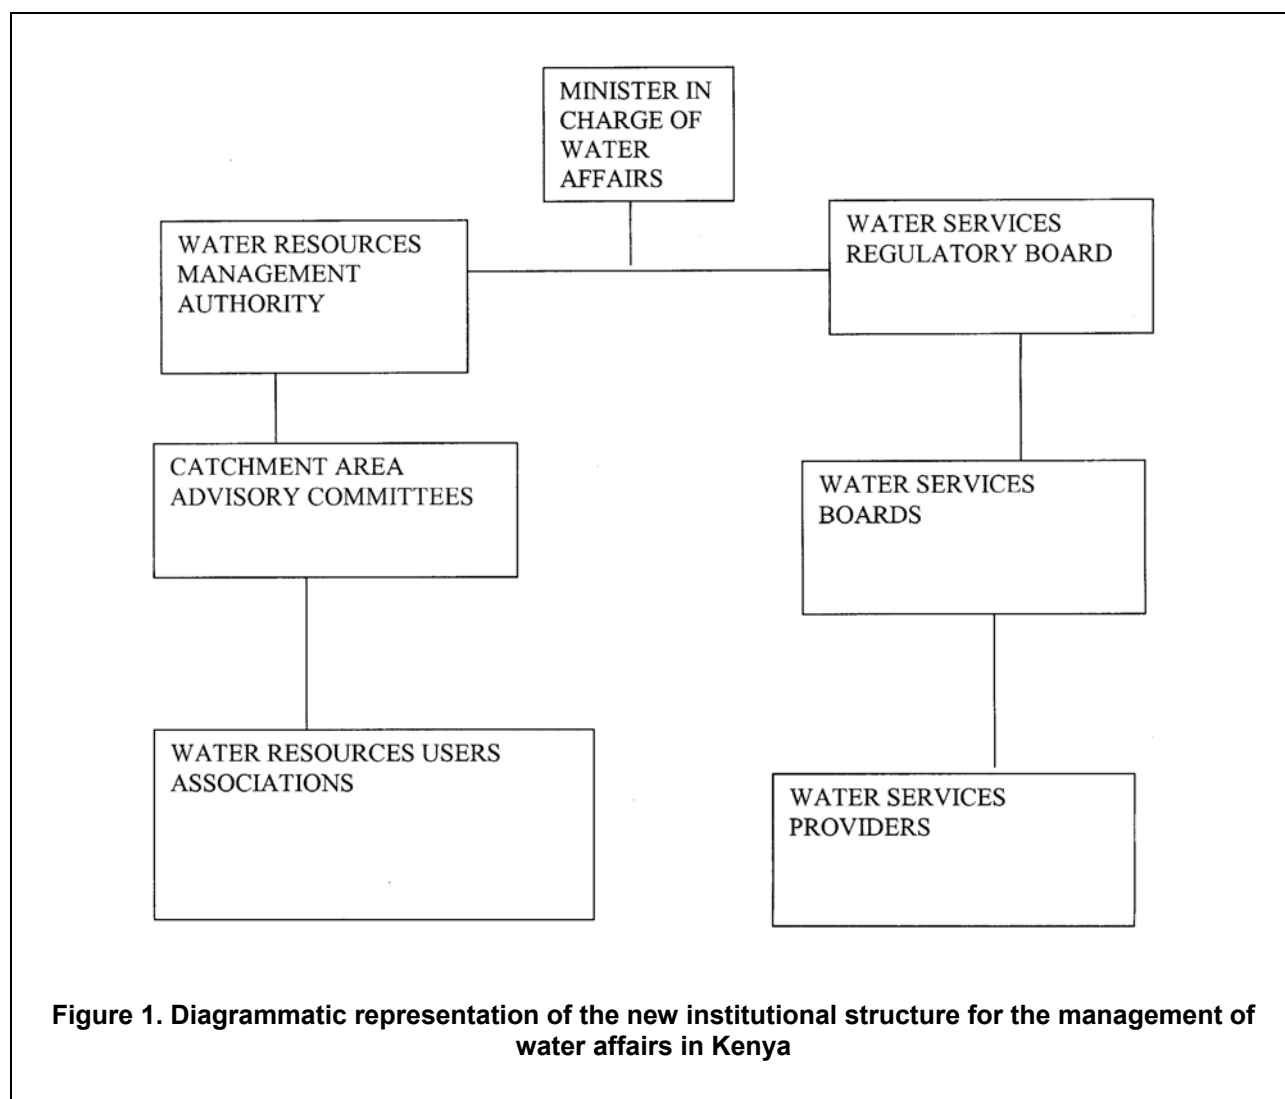 MINISTER IN
CHARGE OF
WATER
AFFAIRS
WATER RESOURCES
MANAGEMENT
AUTHORITY
WATER SERVICES
REGULATORY BOARD
CATCHMENT AREA
ADVISORY COMMITTEES
WATER SERVICES
BOARDS
WATER RESOURCES USERS
ASSOCIATIONS
WATER SERVICES
PROVIDERS
Figure 1. Diagrammatic representation of the new institutional structure for the management of
water affairs in Kenya